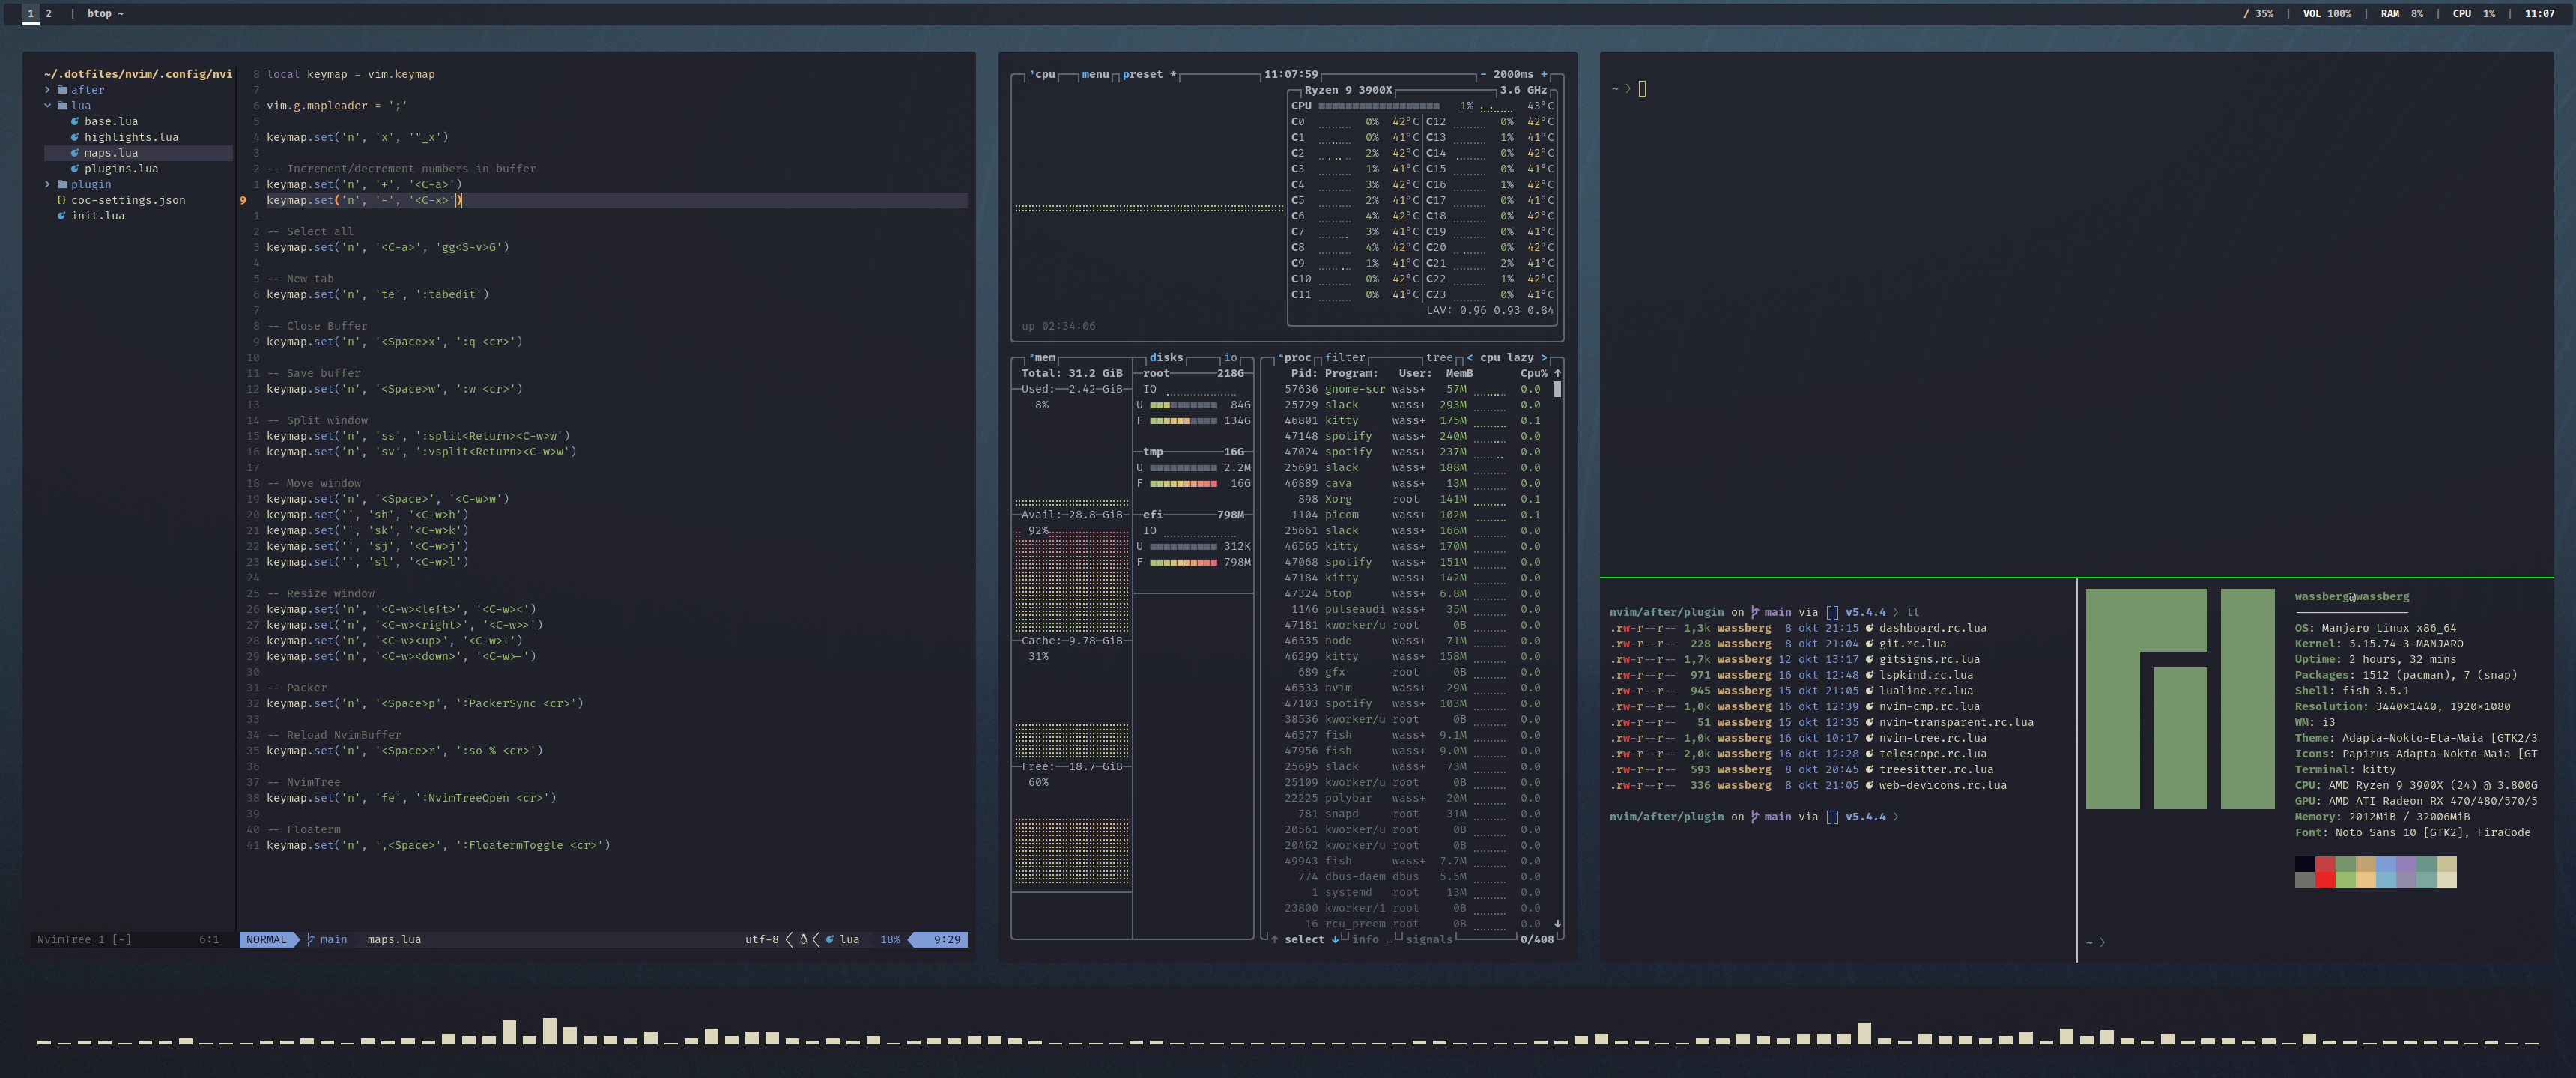 1 2 | btop ~
/ 35% | VOL 100% | RAM 8% | CPU 1% | 11:07
~/.dotfiles/nvim/.config/nvi
after
lua
base.lua
highlights.lua
maps.lua
plugins.lua
plugin
coc-settings.json
init.lua
NvimTree_1 [-] 6:1
8 local keymap = vim.keymap
7
6 vim.g.mapleader = ';'
5
4 keymap.set('n', 'x', '"_x')
3
2 -- Increment/decrement numbers in buffer
1 keymap.set('n', '+', '<C-a>')
9 keymap.set('n', '-', '<C-x>')
1
2 -- Select all
3 keymap.set('n', '<C-a>', 'gg<S-v>G')
4
5 -- New tab
6 keymap.set('n', 'te', ':tabedit')
7
8 -- Close Buffer
9 keymap.set('n', '<Space>x', ':q <cr>')
10
11 -- Save buffer
12 keymap.set('n', '<Space>w', ':w <cr>')
13
14 -- Split window
15 keymap.set('n', 'ss', ':split<Return><C-w>w')
16 keymap.set('n', 'sv', ':vsplit<Return><C-w>w')
17
18 -- Move window
19 keymap.set('n', '<Space>', '<C-w>w')
20 keymap.set('', 'sh', '<C-w>h')
21 keymap.set('', 'sk', '<C-w>k')
22 keymap.set('', 'sj', '<C-w>j')
23 keymap.set('', 'sl', '<C-w>l')
24
25 -- Resize window
26 keymap.set('n', '<C-w><left>', '<C-w><')
27 keymap.set('n', '<C-w><right>', '<C-w>>')
28 keymap.set('n', '<C-w><up>', '<C-w>+')
29 keymap.set('n', '<C-w><down>', '<C-w>-')
30
31 -- Packer
32 keymap.set('n', '<Space>p', ':PackerSync <cr>')
33
34 -- Reload NvimBuffer
35 keymap.set('n', '<Space>r', ':so % <cr>')
36
37 -- NvimTree
38 keymap.set('n', 'fe', ':NvimTreeOpen <cr>')
39
40 -- Floaterm
41 keymap.set('n', ',<Space>', ':FloatermToggle <cr>')
NORMAL main maps.lua utf-8 lua 18% 9:29
¹cpu menu preset * 11:07:59 - 2000ms +
Ryzen 9 3900X 3.6 GHz
CPU 1% 43°C
C0 0% 42°C C12 0% 42°C
C1 0% 41°C C13 1% 41°C
C2 2% 42°C C14 0% 42°C
C3 1% 41°C C15 0% 41°C
C4 3% 42°C C16 1% 42°C
C5 2% 41°C C17 0% 41°C
C6 4% 42°C C18 0% 42°C
C7 3% 41°C C19 0% 41°C
C8 4% 42°C C20 0% 42°C
C9 1% 41°C C21 2% 41°C
C10 0% 42°C C22 1% 42°C
C11 0% 41°C C23 0% 41°C
LAV: 0.96 0.93 0.84
up 02:34:06
²mem
Total: 31.2 GiB
Used: 2.42 GiB
8%
Avail: 28.8 GiB
92%
Cache: 9.78 GiB
31%
Free: 18.7 GiB
60%
disks io
root 218G
IO
U 84G
F 134G
tmp 16G
U 2.2M
F 16G
efi 798M
IO
U 312K
F 798M
⁴proc filter tree < cpu lazy >
Pid: Program: User: MemB Cpu% ↑
57636 gnome-scr wass+ 57M 0.0
25729 slack wass+ 293M 0.0
46801 kitty wass+ 175M 0.1
47148 spotify wass+ 240M 0.0
47024 spotify wass+ 237M 0.0
25691 slack wass+ 188M 0.0
46889 cava wass+ 13M 0.0
898 Xorg root 141M 0.1
1104 picom wass+ 102M 0.1
25661 slack wass+ 166M 0.0
46565 kitty wass+ 170M 0.0
47068 spotify wass+ 151M 0.0
47184 kitty wass+ 142M 0.0
47324 btop wass+ 6.8M 0.0
1146 pulseaudi wass+ 35M 0.0
47181 kworker/u root 0B 0.0
46535 node wass+ 71M 0.0
46299 kitty wass+ 158M 0.0
689 gfx root 0B 0.0
46533 nvim wass+ 29M 0.0
47103 spotify wass+ 103M 0.0
38536 kworker/u root 0B 0.0
46577 fish wass+ 9.1M 0.0
47956 fish wass+ 9.0M 0.0
25695 slack wass+ 73M 0.0
25109 kworker/u root 0B 0.0
22225 polybar wass+ 20M 0.0
781 snapd root 31M 0.0
20561 kworker/u root 0B 0.0
20462 kworker/u root 0B 0.0
49943 fish wass+ 7.7M 0.0
774 dbus-daem dbus 5.5M 0.0
1 systemd root 13M 0.0
23800 kworker/1 root 0B 0.0
16 rcu_preem root 0B 0.0 ↓
↑ select ↓ info ↵ signals 0/408
~ 〉
nvim/after/plugin on main via v5.4.4 〉 ll
.rw-r--r-- 1,3k wassberg 8 okt 21:15 dashboard.rc.lua
.rw-r--r-- 228 wassberg 8 okt 21:04 git.rc.lua
.rw-r--r-- 1,7k wassberg 12 okt 13:17 gitsigns.rc.lua
.rw-r--r-- 971 wassberg 16 okt 12:48 lspkind.rc.lua
.rw-r--r-- 945 wassberg 15 okt 21:05 lualine.rc.lua
.rw-r--r-- 1,0k wassberg 16 okt 12:39 nvim-cmp.rc.lua
.rw-r--r-- 51 wassberg 15 okt 12:35 nvim-transparent.rc.lua
.rw-r--r-- 1,0k wassberg 16 okt 10:17 nvim-tree.rc.lua
.rw-r--r-- 2,0k wassberg 16 okt 12:28 telescope.rc.lua
.rw-r--r-- 593 wassberg 8 okt 20:45 treesitter.rc.lua
.rw-r--r-- 336 wassberg 8 okt 21:05 web-devicons.rc.lua
nvim/after/plugin on main via v5.4.4 〉
wassberg@wassberg
OS: Manjaro Linux x86_64
Kernel: 5.15.74-3-MANJARO
Uptime: 2 hours, 32 mins
Packages: 1512 (pacman), 7 (snap)
Shell: fish 3.5.1
Resolution: 3440×1440, 1920×1080
WM: i3
Theme: Adapta-Nokto-Eta-Maia [GTK2/3
Icons: Papirus-Adapta-Nokto-Maia [GT
Terminal: kitty
CPU: AMD Ryzen 9 3900X (24) @ 3.800G
GPU: AMD ATI Radeon RX 470/480/570/5
Memory: 2012MiB / 32006MiB
Font: Noto Sans 10 [GTK2], FiraCode
~ 〉